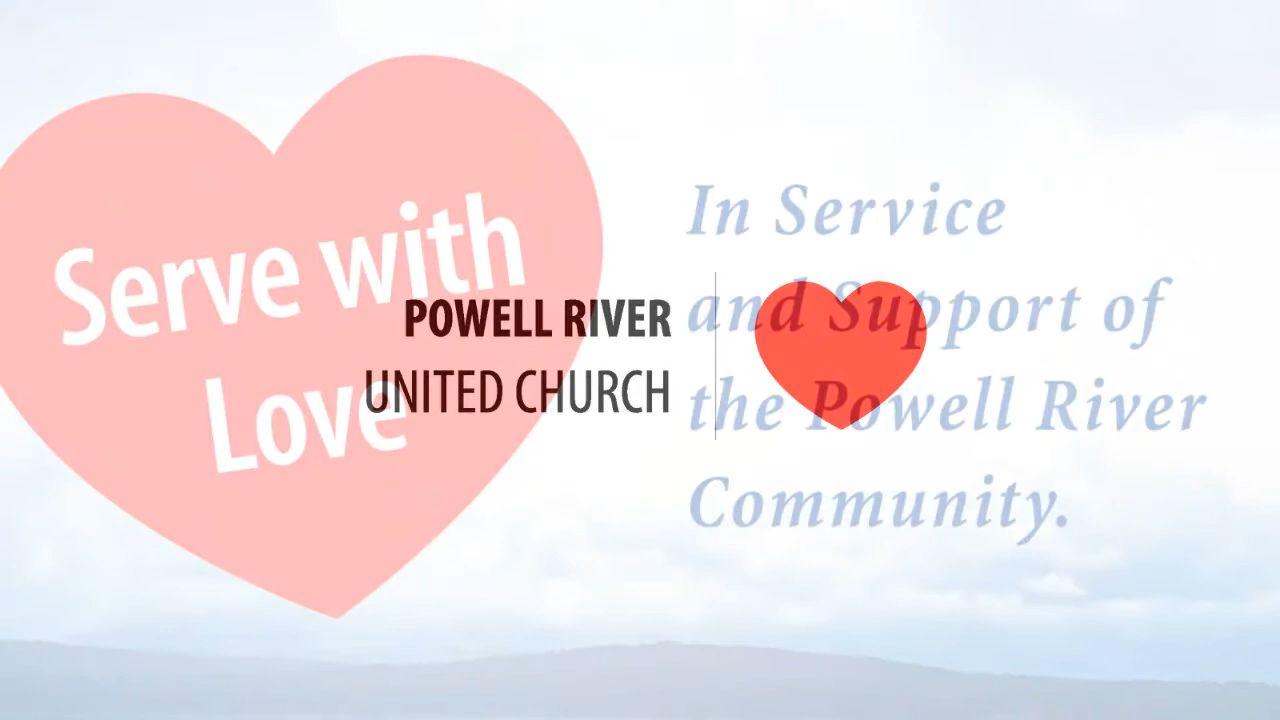 Serve with
Love
POWELL RIVER
UNITED CHURCH
In Service
and Support of
the Powell River
Community.